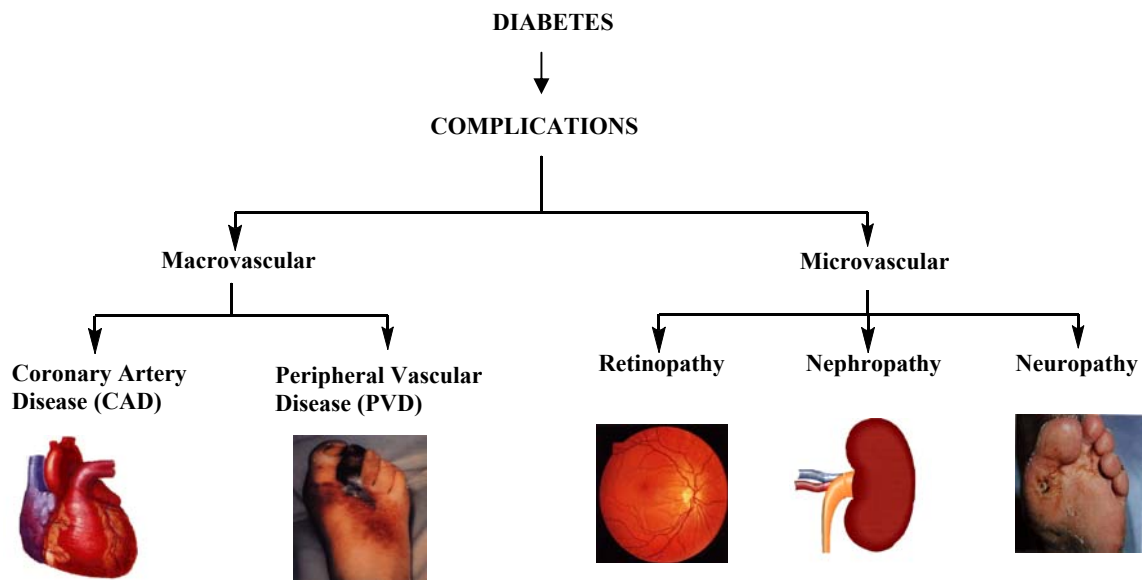 DIABETES
COMPLICATIONS
Macrovascular
Microvascular
Coronary Artery
Disease (CAD)
Peripheral Vascular
Disease (PVD)
Retinopathy
Nephropathy
Neuropathy